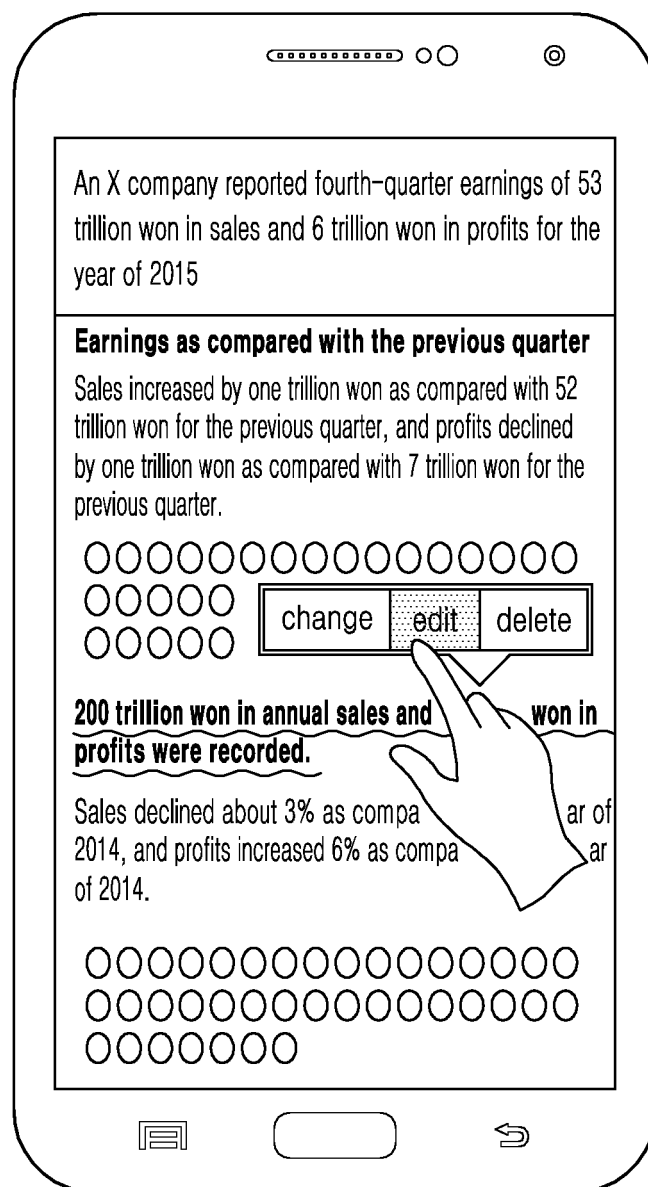 An X company reported fourth-quarter earnings of 53
trillion won in sales and 6 trillion won in profits for the
year of 2015
Earnings as compared with the previous quarter
Sales increased by one trillion won as compared with 52
trillion won for the previous quarter, and profits declined
by one trillion won as compared with 7 trillion won for the
previous quarter.
change edit delete
200 trillion won in annual sales and won in
profits were recorded.
Sales declined about 3% as compa ar of
2014, and profits increased 6% as compa ar
of 2014.